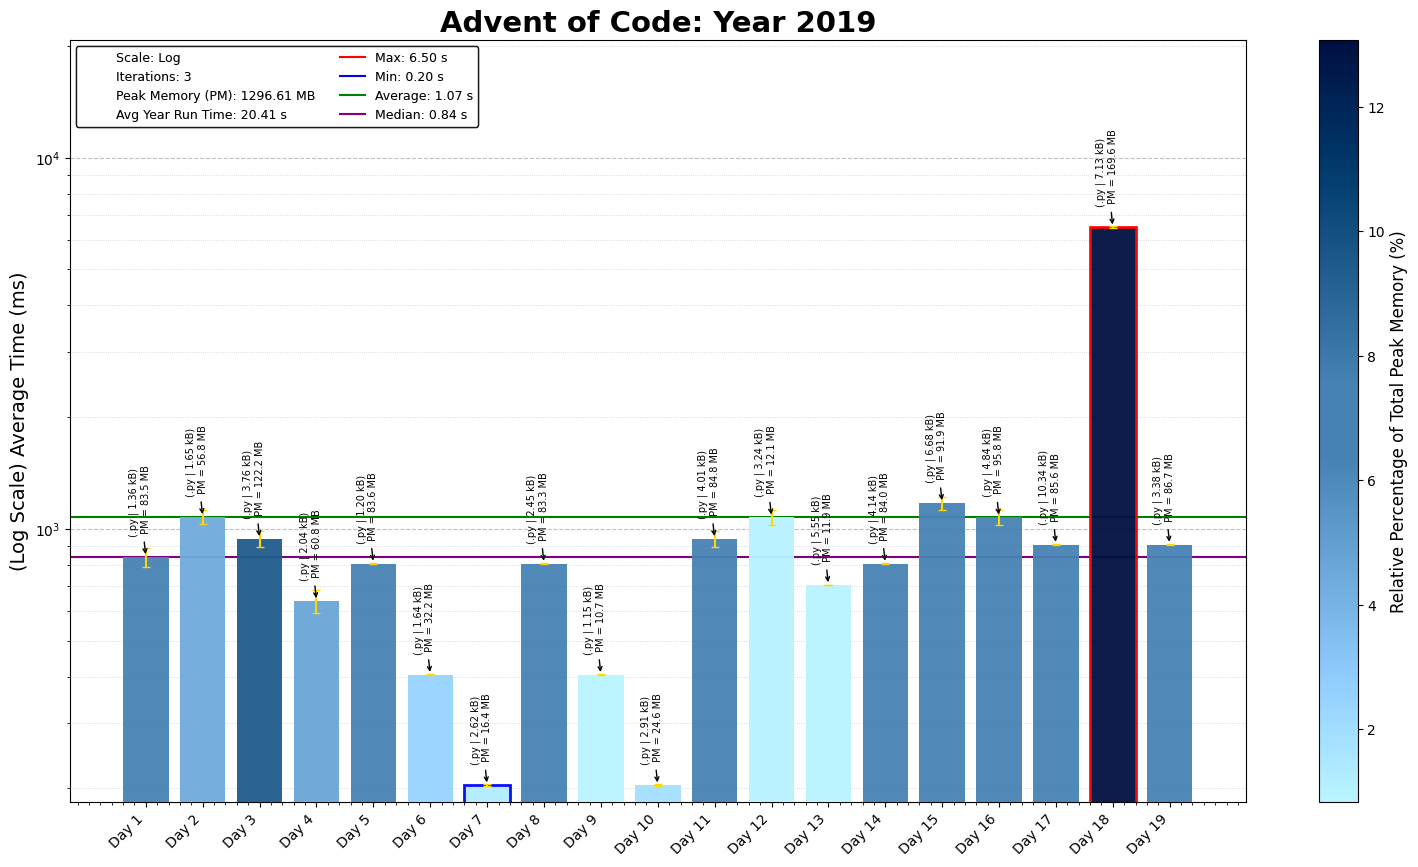 Advent of Code: Year 2019
Scale: Log
Iterations: 3
Peak Memory (PM): 1296.61 MB
Avg Year Run Time: 20.41 s
Max: 6.50 s
Min: 0.20 s
Average: 1.07 s
Median: 0.84 s
(Log Scale) Average Time (ms)
10⁴
10³
(.py | 1.36 kB)
PM = 83.5 MB
(.py | 1.65 kB)
PM = 56.8 MB
(.py | 3.76 kB)
PM = 122.2 MB
(.py | 2.04 kB)
PM = 60.8 MB
(.py | 1.20 kB)
PM = 83.6 MB
(.py | 1.64 kB)
PM = 32.2 MB
(.py | 2.62 kB)
PM = 16.4 MB
(.py | 2.45 kB)
PM = 83.3 MB
(.py | 1.15 kB)
PM = 10.7 MB
(.py | 2.91 kB)
PM = 24.6 MB
(.py | 4.01 kB)
PM = 84.8 MB
(.py | 3.24 kB)
PM = 12.1 MB
(.py | 5.55 kB)
PM = 11.9 MB
(.py | 4.14 kB)
PM = 84.0 MB
(.py | 6.68 kB)
PM = 91.9 MB
(.py | 4.84 kB)
PM = 95.8 MB
(.py | 10.34 kB)
PM = 85.6 MB
(.py | 7.13 kB)
PM = 169.6 MB
(.py | 3.38 kB)
PM = 86.7 MB
Day 1
Day 2
Day 3
Day 4
Day 5
Day 6
Day 7
Day 8
Day 9
Day 10
Day 11
Day 12
Day 13
Day 14
Day 15
Day 16
Day 17
Day 18
Day 19
12
10
8
6
4
2
Relative Percentage of Total Peak Memory (%)